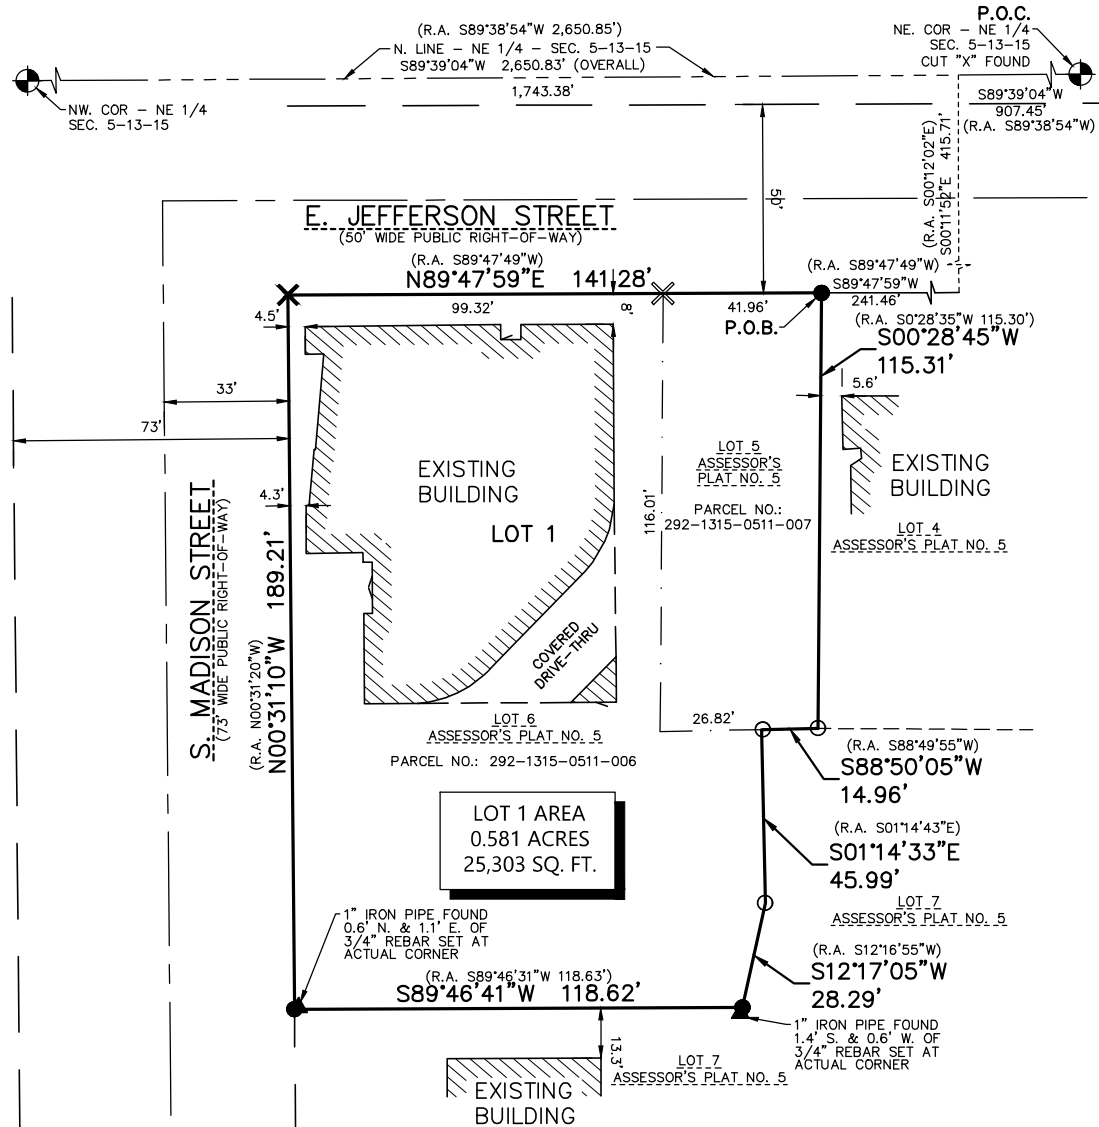 (R.A. S89°38'54"W 2,650.85')
N. LINE – NE 1/4 – SEC. 5-13-15
S89°39'04"W 2,650.83' (OVERALL)
1,743.38'
P.O.C.
NE. COR – NE 1/4
SEC. 5-13-15
CUT "X" FOUND
S89°39'04"W
907.45'
(R.A. S89°38'54"W)
NW. COR – NE 1/4
SEC. 5-13-15
(R.A. S00°12'02"E)
S00°11'52"E 415.71'
50'
E. JEFFERSON STREET
(50' WIDE PUBLIC RIGHT-OF-WAY)
(R.A. S89°47'49"W)
N89°47'59"E 141.28'
99.32'
8'
41.96'
P.O.B.
(R.A. S89°47'49"W)
S89°47'59"W
241.46'
(R.A. S0°28'35"W 115.30')
S00°28'45"W
115.31'
4.5'
33'
73'
4.3'
5.6'
EXISTING
BUILDING
LOT 1
116.01'
LOT 5
ASSESSOR'S
PLAT NO. 5
PARCEL NO.:
292-1315-0511-007
EXISTING
BUILDING
LOT 4
ASSESSOR'S PLAT NO. 5
S. MADISON STREET
(73' WIDE PUBLIC RIGHT-OF-WAY)
(R.A. N00°31'20"W)
N00°31'10"W 189.21'
COVERED
DRIVE-THRU
LOT 6
ASSESSOR'S PLAT NO. 5
PARCEL NO.: 292-1315-0511-006
26.82'
(R.A. S88°49'55"W)
S88°50'05"W
14.96'
LOT 1 AREA
0.581 ACRES
25,303 SQ. FT.
(R.A. S01°14'43"E)
S01°14'33"E
45.99'
LOT 7
ASSESSOR'S PLAT NO. 5
1" IRON PIPE FOUND
0.6' N. & 1.1' E. OF
3/4" REBAR SET AT
ACTUAL CORNER
(R.A. S89°46'31"W 118.63')
S89°46'41"W 118.62'
(R.A. S12°16'55"W)
S12°17'05"W
28.29'
1" IRON PIPE FOUND
1.4' S. & 0.6' W. OF
3/4" REBAR SET AT
ACTUAL CORNER
13.3'
LOT 7
ASSESSOR'S PLAT NO. 5
EXISTING
BUILDING